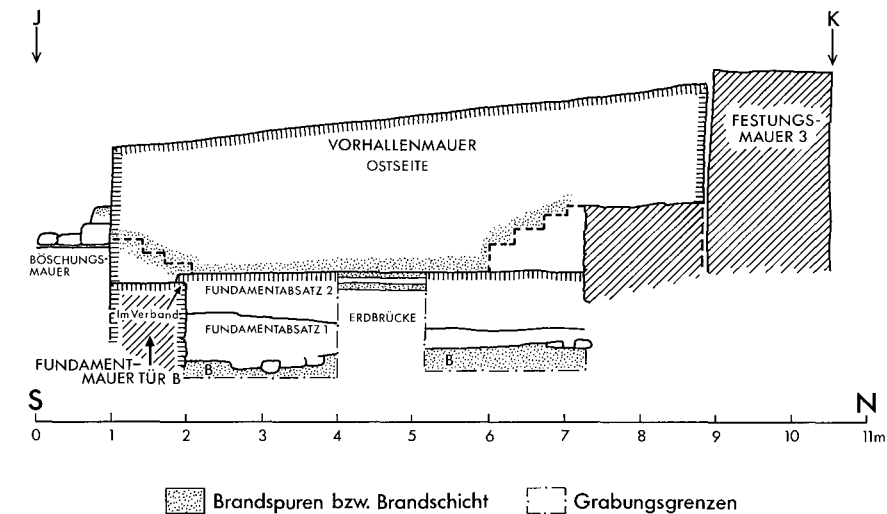 J K
VORHALLENMAUER
OSTSEITE
FESTUNGS-
MAUER 3
BÖSCHUNGS-
MAUER
Im Verband
FUNDAMENTABSATZ 2
FUNDAMENTABSATZ 1
ERDBRÜCKE
B
B
FUNDAMENT-
MAUER TÜR B
S N
0 1 2 3 4 5 6 7 8 9 10 11m
Brandspuren bzw. Brandschicht
Grabungsgrenzen